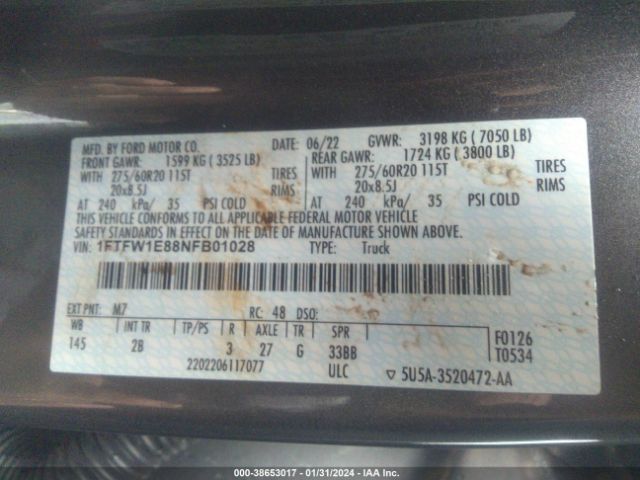 MFD. BY FORD MOTOR CO.
DATE: 06/22 GVWR: 3198 KG ( 7050 LB)
FRONT GAWR: 1599 KG ( 3525 LB) REAR GAWR: 1724 KG ( 3800 LB)
WITH 275/60R20 115T TIRES WITH 275/60R20 115T TIRES
20x8.5J RIMS 20x8.5J RIMS
AT 240 kPa/ 35 PSI COLD AT 240 kPa/ 35 PSI COLD
THIS VEHICLE CONFORMS TO ALL APPLICABLE FEDERAL MOTOR VEHICLE
SAFETY STANDARDS IN EFFECT ON THE DATE OF MANUFACTURE SHOWN ABOVE.
VIN: 1FTFW1E88NFB01028 TYPE: Truck
EXT PNT: M7 RC: 48 DSO:
WB INT TR TP/PS R AXLE TR SPR F0126
145 2B 3 27 G 33BB T0534
2202206117077 ULC ▽ 5U5A-3520472-AA
000-38653017 - 01/31/2024 - IAA Inc.